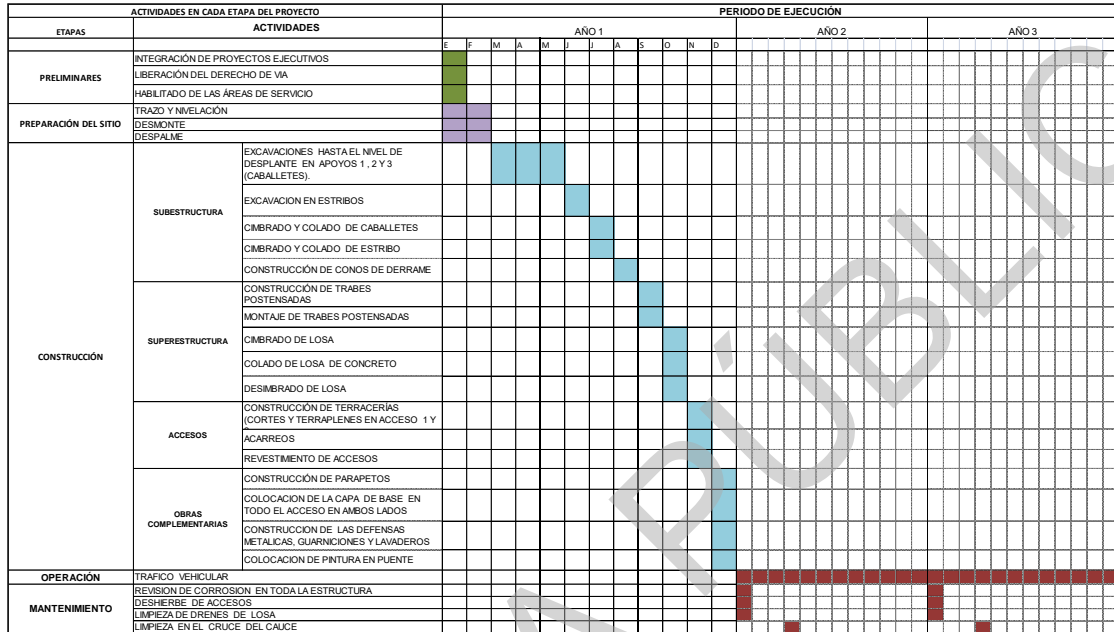 ACTIVIDADES EN CADA ETAPA DEL PROYECTO
PERIODO DE EJECUCIÓN
ETAPAS
ACTIVIDADES
AÑO 1
AÑO 2
AÑO 3
E F M A M J J A S O N D
PRELIMINARES
INTEGRACIÓN DE PROYECTOS EJECUTIVOS
LIBERACIÓN DEL DERECHO DE VIA
HABILITADO DE LAS ÁREAS DE SERVICIO
PREPARACIÓN DEL SITIO
TRAZO Y NIVELACIÓN
DESMONTE
DESPALME
CONSTRUCCIÓN
SUBESTRUCTURA
EXCAVACIONES HASTA EL NIVEL DE
DESPLANTE EN APOYOS 1 , 2 Y 3
(CABALLETES).
EXCAVACION EN ESTRIBOS
CIMBRADO Y COLADO DE CABALLETES
CIMBRADO Y COLADO DE ESTRIBO
CONSTRUCCIÓN DE CONOS DE DERRAME
SUPERESTRUCTURA
CONSTRUCCIÓN DE TRABES
POSTENSADAS
MONTAJE DE TRABES POSTENSADAS
CIMBRADO DE LOSA
COLADO DE LOSA DE CONCRETO
DESIMBRADO DE LOSA
ACCESOS
CONSTRUCCIÓN DE TERRACERÍAS
(CORTES Y TERRAPLENES EN ACCESO 1 Y
ACARREOS
REVESTIMIENTO DE ACCESOS
OBRAS
COMPLEMENTARIAS
CONSTRUCCIÓN DE PARAPETOS
COLOCACION DE LA CAPA DE BASE EN
TODO EL ACCESO EN AMBOS LADOS
CONSTRUCCION DE LAS DEFENSAS
METALICAS, GUARNICIONES Y LAVADEROS
COLOCACION DE PINTURA EN PUENTE
OPERACIÓN
TRAFICO VEHICULAR
MANTENIMIENTO
REVISION DE CORROSION EN TODA LA ESTRUCTURA
DESHIERBE DE ACCESOS
LIMPIEZA DE DRENES DE LOSA
LIMPIEZA EN EL CRUCE DEL CAUCE
A PÚBLIC